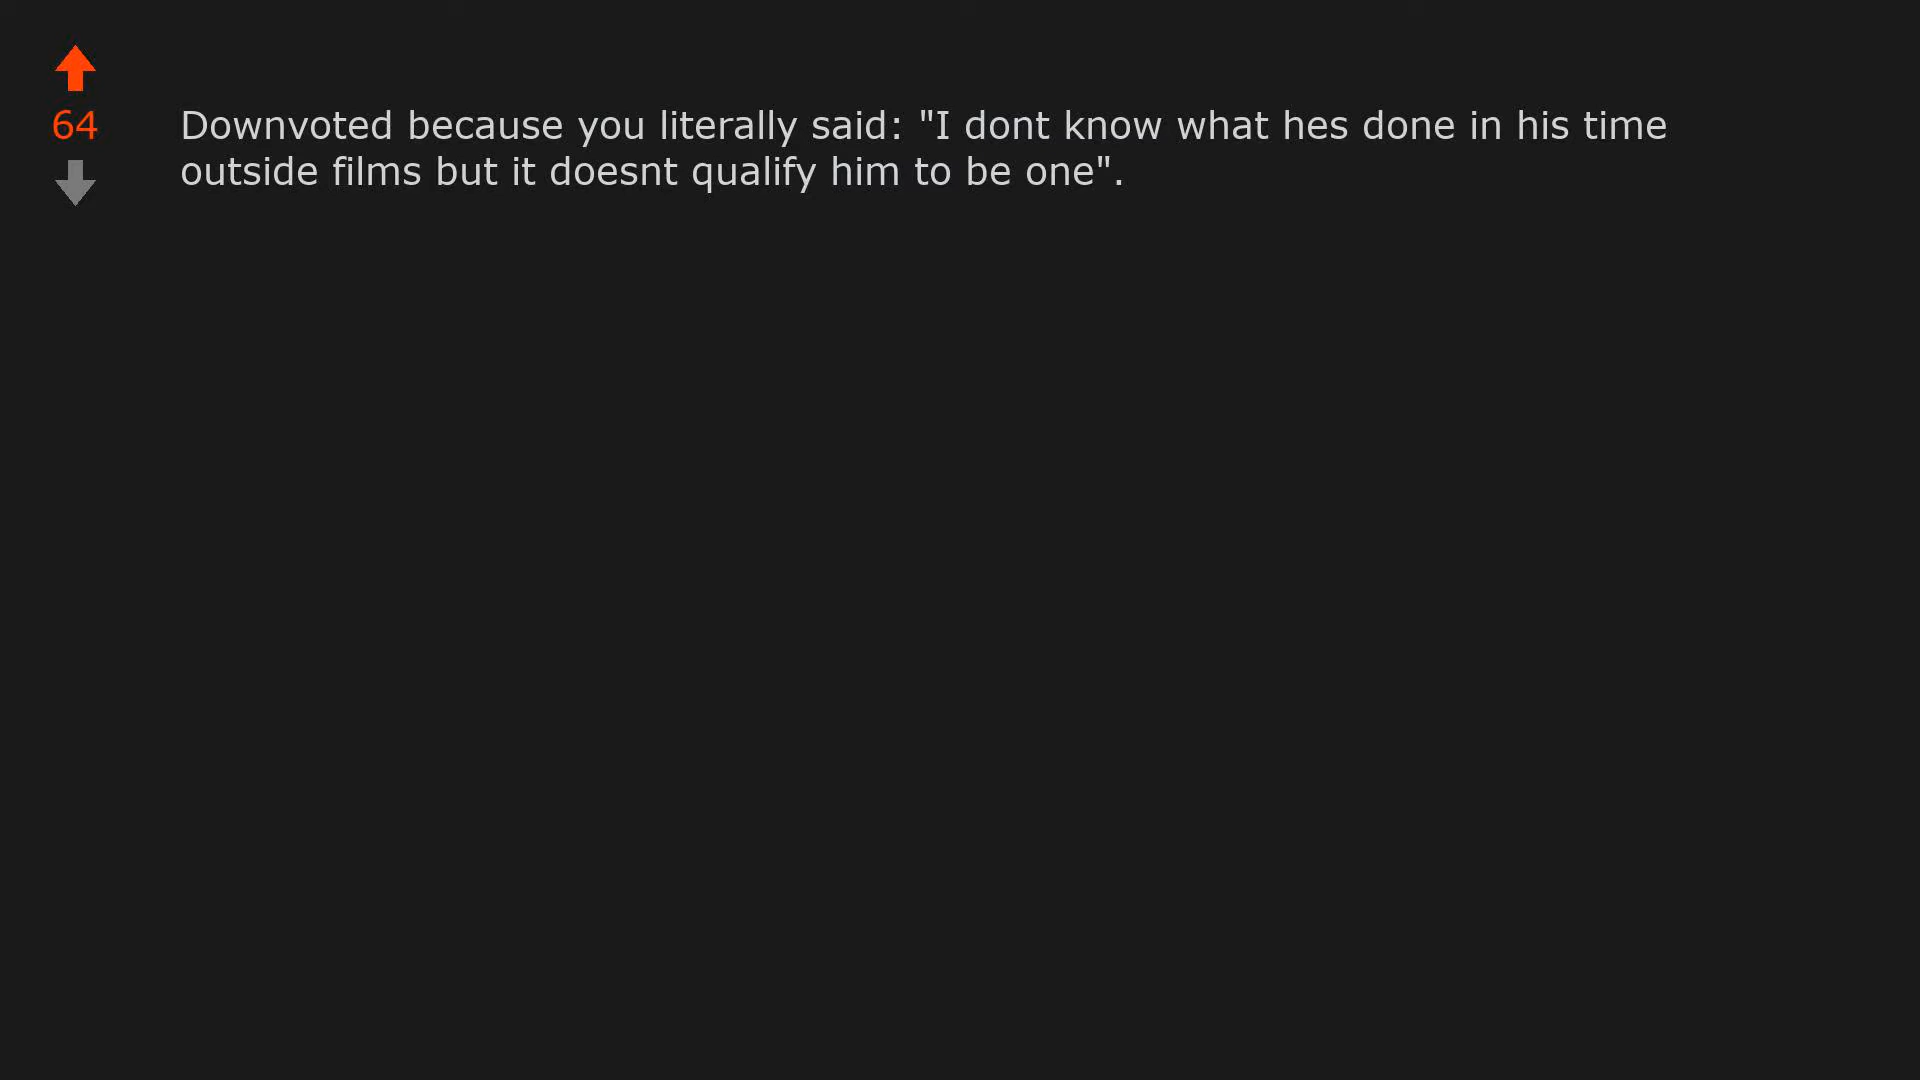 64
Downvoted because you literally said: "I dont know what hes done in his time
outside films but it doesnt qualify him to be one".